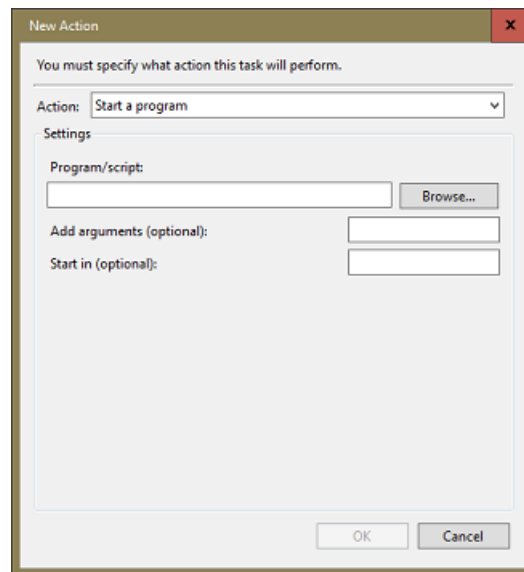 New Action
x
You must specify what action this task will perform.
Action: Start a program
Settings
Program/script:
Browse...
Add arguments (optional):
Start in (optional):
OK Cancel